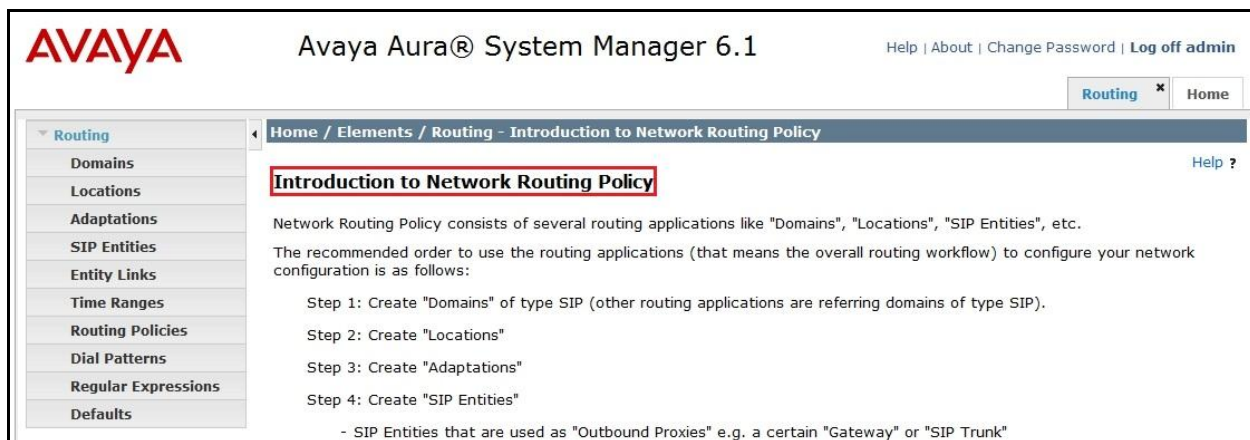 AVAYA
Avaya Aura® System Manager 6.1
Help | About | Change Password | Log off admin
Routing × Home
Routing
Domains
Locations
Adaptations
SIP Entities
Entity Links
Time Ranges
Routing Policies
Dial Patterns
Regular Expressions
Defaults
Home / Elements / Routing - Introduction to Network Routing Policy
Help ?
Introduction to Network Routing Policy
Network Routing Policy consists of several routing applications like "Domains", "Locations", "SIP Entities", etc.
The recommended order to use the routing applications (that means the overall routing workflow) to configure your network
configuration is as follows:
Step 1: Create "Domains" of type SIP (other routing applications are referring domains of type SIP).
Step 2: Create "Locations"
Step 3: Create "Adaptations"
Step 4: Create "SIP Entities"
- SIP Entities that are used as "Outbound Proxies" e.g. a certain "Gateway" or "SIP Trunk"